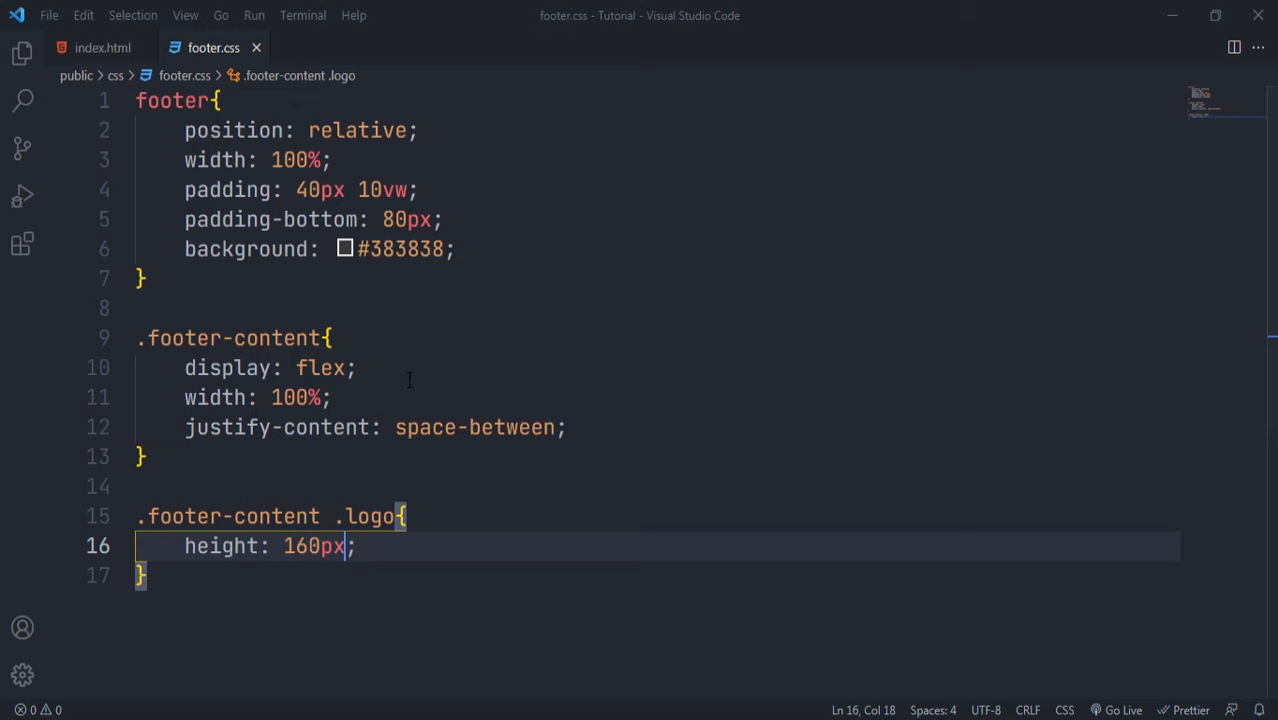 File Edit Selection View Go Run Terminal Help footer.css - Tutorial - Visual Studio Code
index.html footer.css
public > css > footer.css > .footer-content .logo
1 footer{
2 position: relative;
3 width: 100%;
4 padding: 40px 10vw;
5 padding-bottom: 80px;
6 background: #383838;
7 }
8
9 .footer-content{
10 display: flex;
11 width: 100%;
12 justify-content: space-between;
13 }
14
15 .footer-content .logo{
16 height: 160px;
17 }
0 0 Ln 16, Col 18 Spaces: 4 UTF-8 CRLF CSS Go Live Prettier